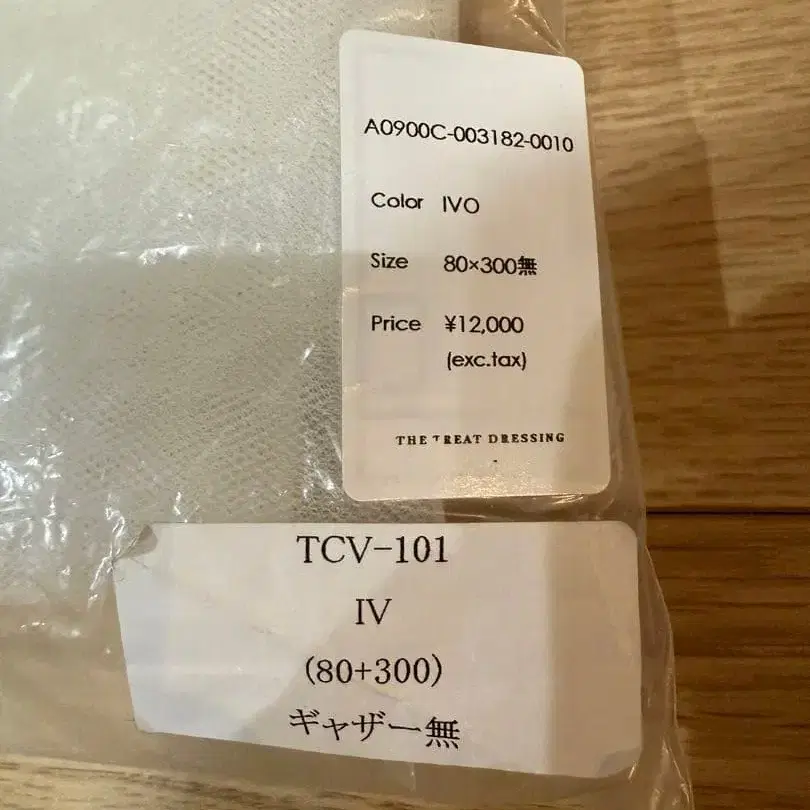 A0900C-003182-0010
Color IVO
Size 80×300無
Price ¥12,000
(exc.tax)
THE TREAT DRESSING
TCV-101
IV
(80+300)
ギャザー無